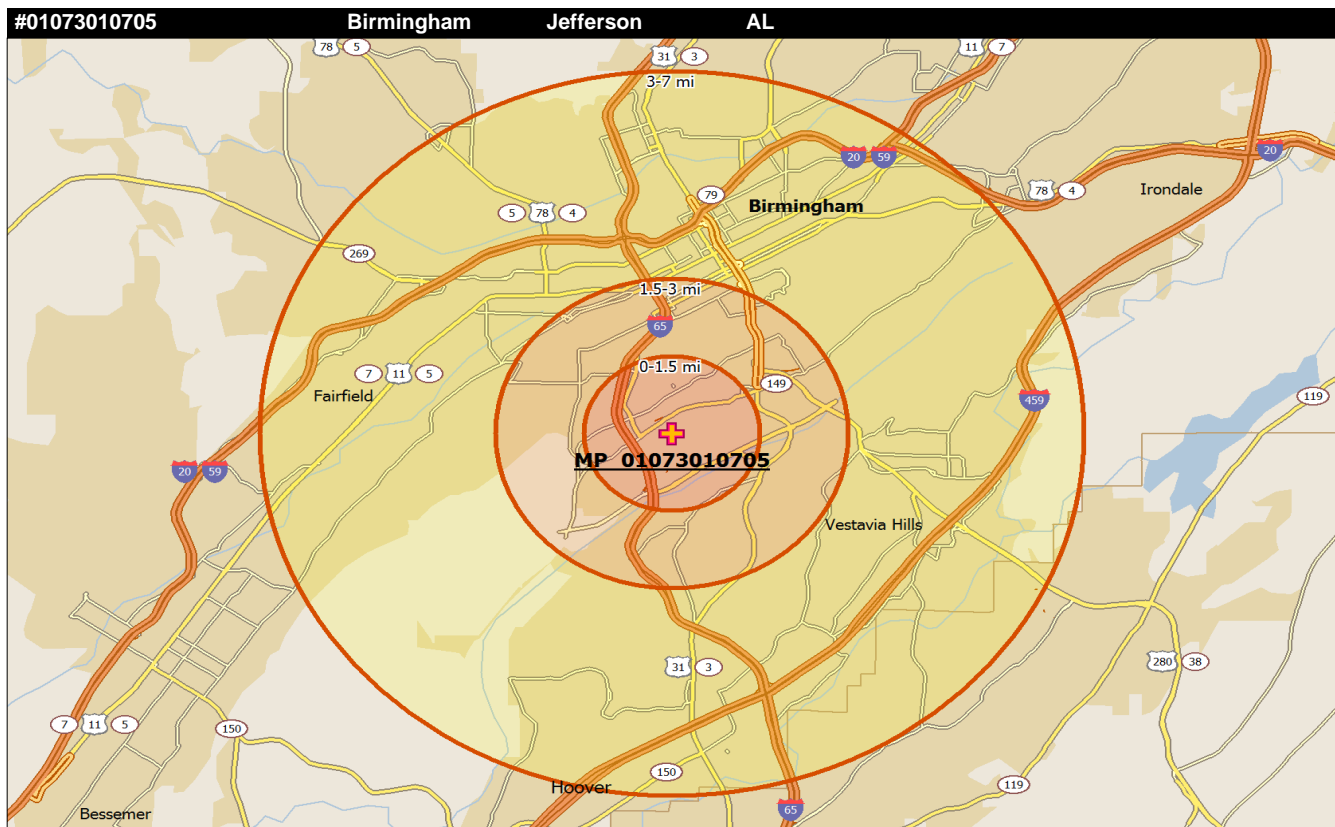 #01073010705 Birmingham Jefferson AL
78 5
31 3
11 7
3-7 mi
20 59
20
78 4
Irondale
79
5 78 4
Birmingham
269
1.5-3 mi
65
0-1.5 mi
7 11 5
149
Fairfield
459
119
MP 01073010705
20 59
Vestavia Hills
31 3
280 38
7 11 5
150
150
Hoover
119
65
Bessemer